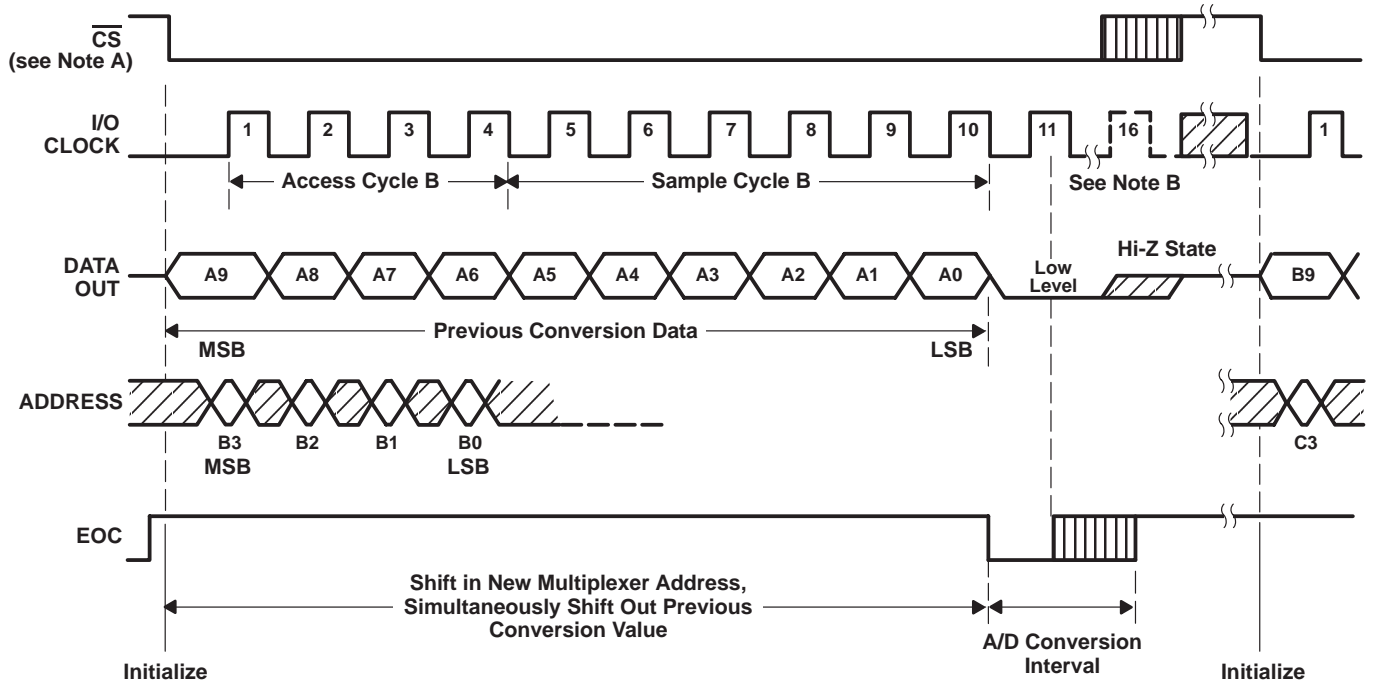 CS
(see Note A)
I/O
CLOCK
1 2 3 4 5 6 7 8 9 10 11 16 1
Access Cycle B
Sample Cycle B
See Note B
DATA
OUT
A9 A8 A7 A6 A5 A4 A3 A2 A1 A0
Low
Level
Hi-Z State
B9
Previous Conversion Data
MSB
LSB
ADDRESS
B3 B2 B1 B0
MSB
LSB
C3
EOC
Shift in New Multiplexer Address,
Simultaneously Shift Out Previous
Conversion Value
A/D Conversion
Interval
Initialize
Initialize